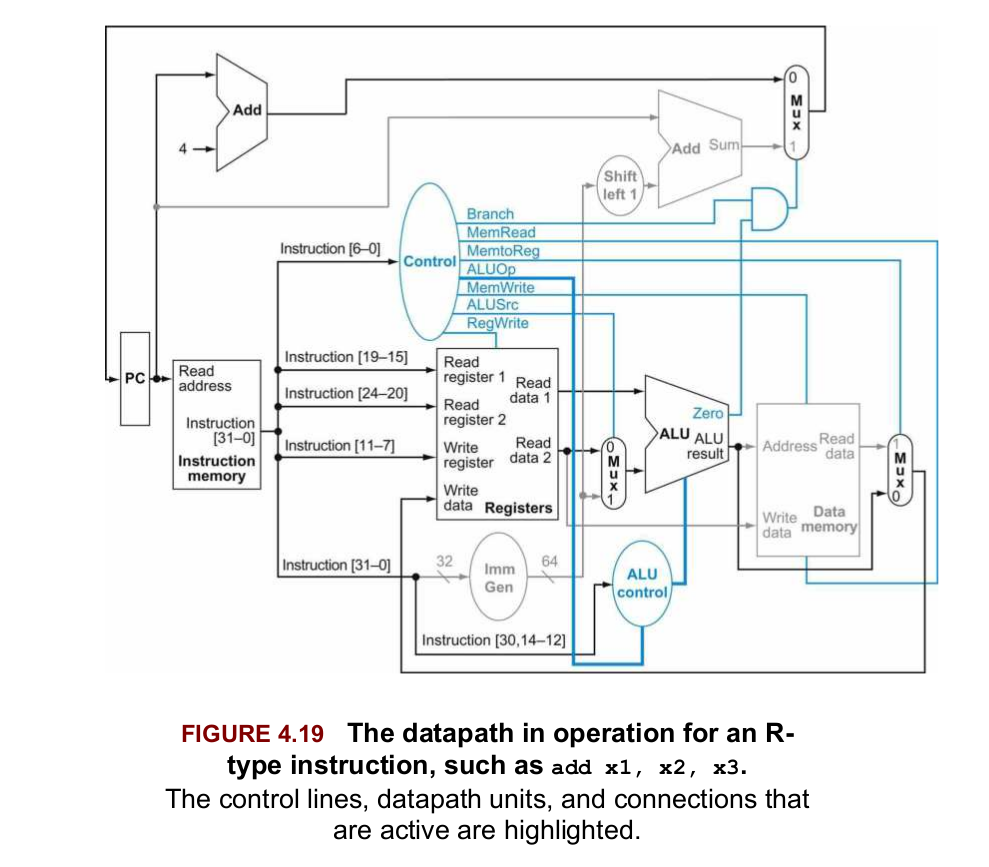 Add
4
0
M
u
x
1
Add Sum
Shift
left 1
Branch
MemRead
MemtoReg
ALUOp
MemWrite
ALUSrc
RegWrite
Control
Instruction [6–0]
Instruction [19–15]
Instruction [24–20]
Instruction [11–7]
Instruction [31–0]
Instruction [30,14–12]
PC
Read
address
Instruction
[31–0]
Instruction
memory
Read
register 1
Read
register 2
Write
register
Write
data
Read
data 1
Read
data 2
Registers
0
M
u
x
1
Zero
ALU
ALU
result
Address
Read
data
Write
data
Data
memory
1
M
u
x
0
32
Imm
Gen
64
ALU
control
FIGURE 4.19 The datapath in operation for an R-
type instruction, such as add x1, x2, x3.
The control lines, datapath units, and connections that
are active are highlighted.